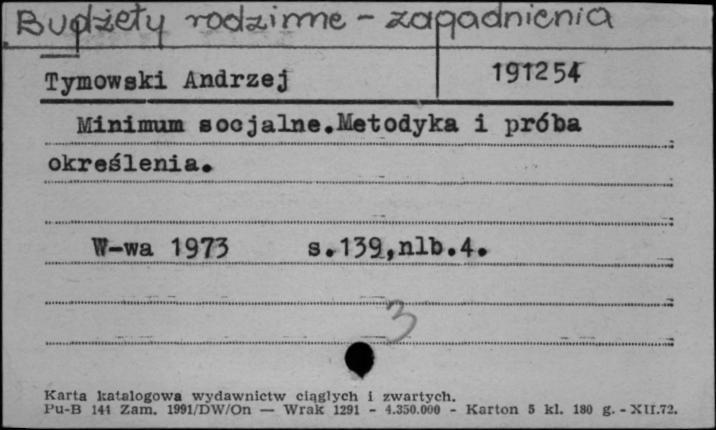 Budżety rodzinne - zagadnienia
Tymowski Andrzej 191254
Minimum socjalne.Metodyka i próba
określenia.
W-wa 1973 s.139,nlb.4.
3
Karta katalogowa wydawnictw ciągłych i zwartych.
Pu-B 141 Zam. 1991/DW/On — Wrak 1291 - 4.350.000 - Karton 5 kl. 180 g. - XII.72.